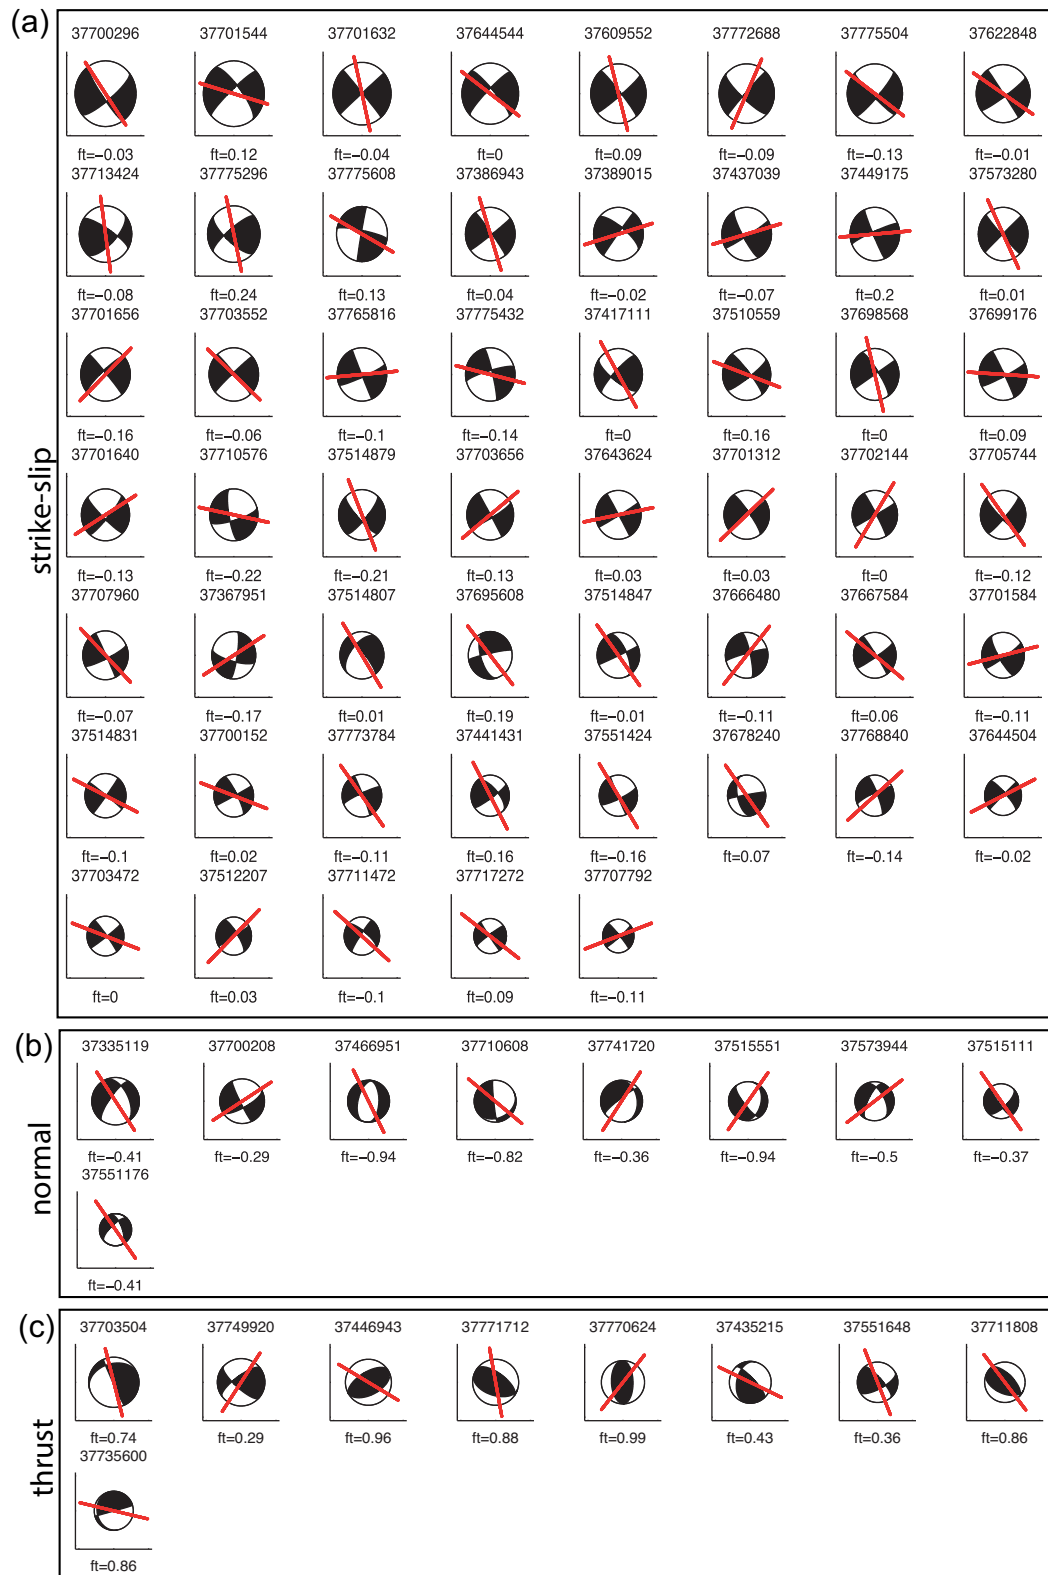 (a)
strike-slip
37700296 37701544 37701632 37644544 37609552 37772688 37775504 37622848
ft=−0.03 ft=0.12 ft=−0.04 ft=0 ft=0.09 ft=−0.09 ft=−0.13 ft=−0.01
37713424 37775296 37775608 37386943 37389015 37437039 37449175 37573280
ft=−0.08 ft=0.24 ft=0.13 ft=0.04 ft=−0.02 ft=−0.07 ft=0.2 ft=0.01
37701656 37703552 37765816 37775432 37417111 37510559 37698568 37699176
ft=−0.16 ft=−0.06 ft=−0.1 ft=−0.14 ft=0 ft=0.16 ft=0 ft=0.09
37701640 37710576 37514879 37703656 37643624 37701312 37702144 37705744
ft=−0.13 ft=−0.22 ft=−0.21 ft=0.13 ft=0.03 ft=0.03 ft=0 ft=−0.12
37707960 37367951 37514807 37695608 37514847 37666480 37667584 37701584
ft=−0.07 ft=−0.17 ft=0.01 ft=0.19 ft=−0.01 ft=−0.11 ft=0.06 ft=−0.11
37514831 37700152 37773784 37441431 37551424 37678240 37768840 37644504
ft=−0.1 ft=0.02 ft=−0.11 ft=0.16 ft=−0.16 ft=0.07 ft=−0.14 ft=−0.02
37703472 37512207 37711472 37717272 37707792
ft=0 ft=0.03 ft=−0.1 ft=0.09 ft=−0.11
(b)
normal
37335119 37700208 37466951 37710608 37741720 37515551 37573944 37515111
ft=−0.41 ft=−0.29 ft=−0.94 ft=−0.82 ft=−0.36 ft=−0.94 ft=−0.5 ft=−0.37
37551176
ft=−0.41
(c)
thrust
37703504 37749920 37446943 37771712 37770624 37435215 37551648 37711808
ft=0.74 ft=0.29 ft=0.96 ft=0.88 ft=0.99 ft=0.43 ft=0.36 ft=0.86
37735600
ft=0.86